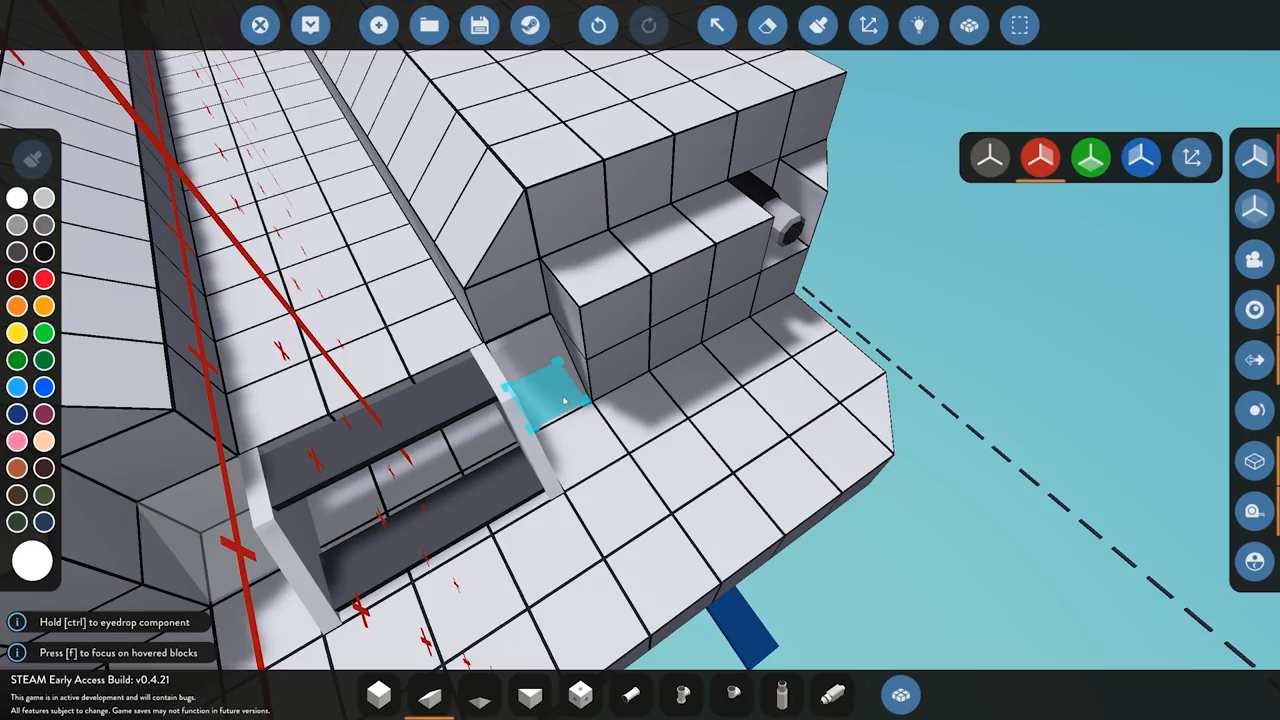 Hold [ctrl] to eyedrop component
Press [f] to focus on hovered blocks
STEAM Early Access Build: v0.4.21
This game is in active development and will contain bugs.
All features subject to change. Game saves may not function in future versions.